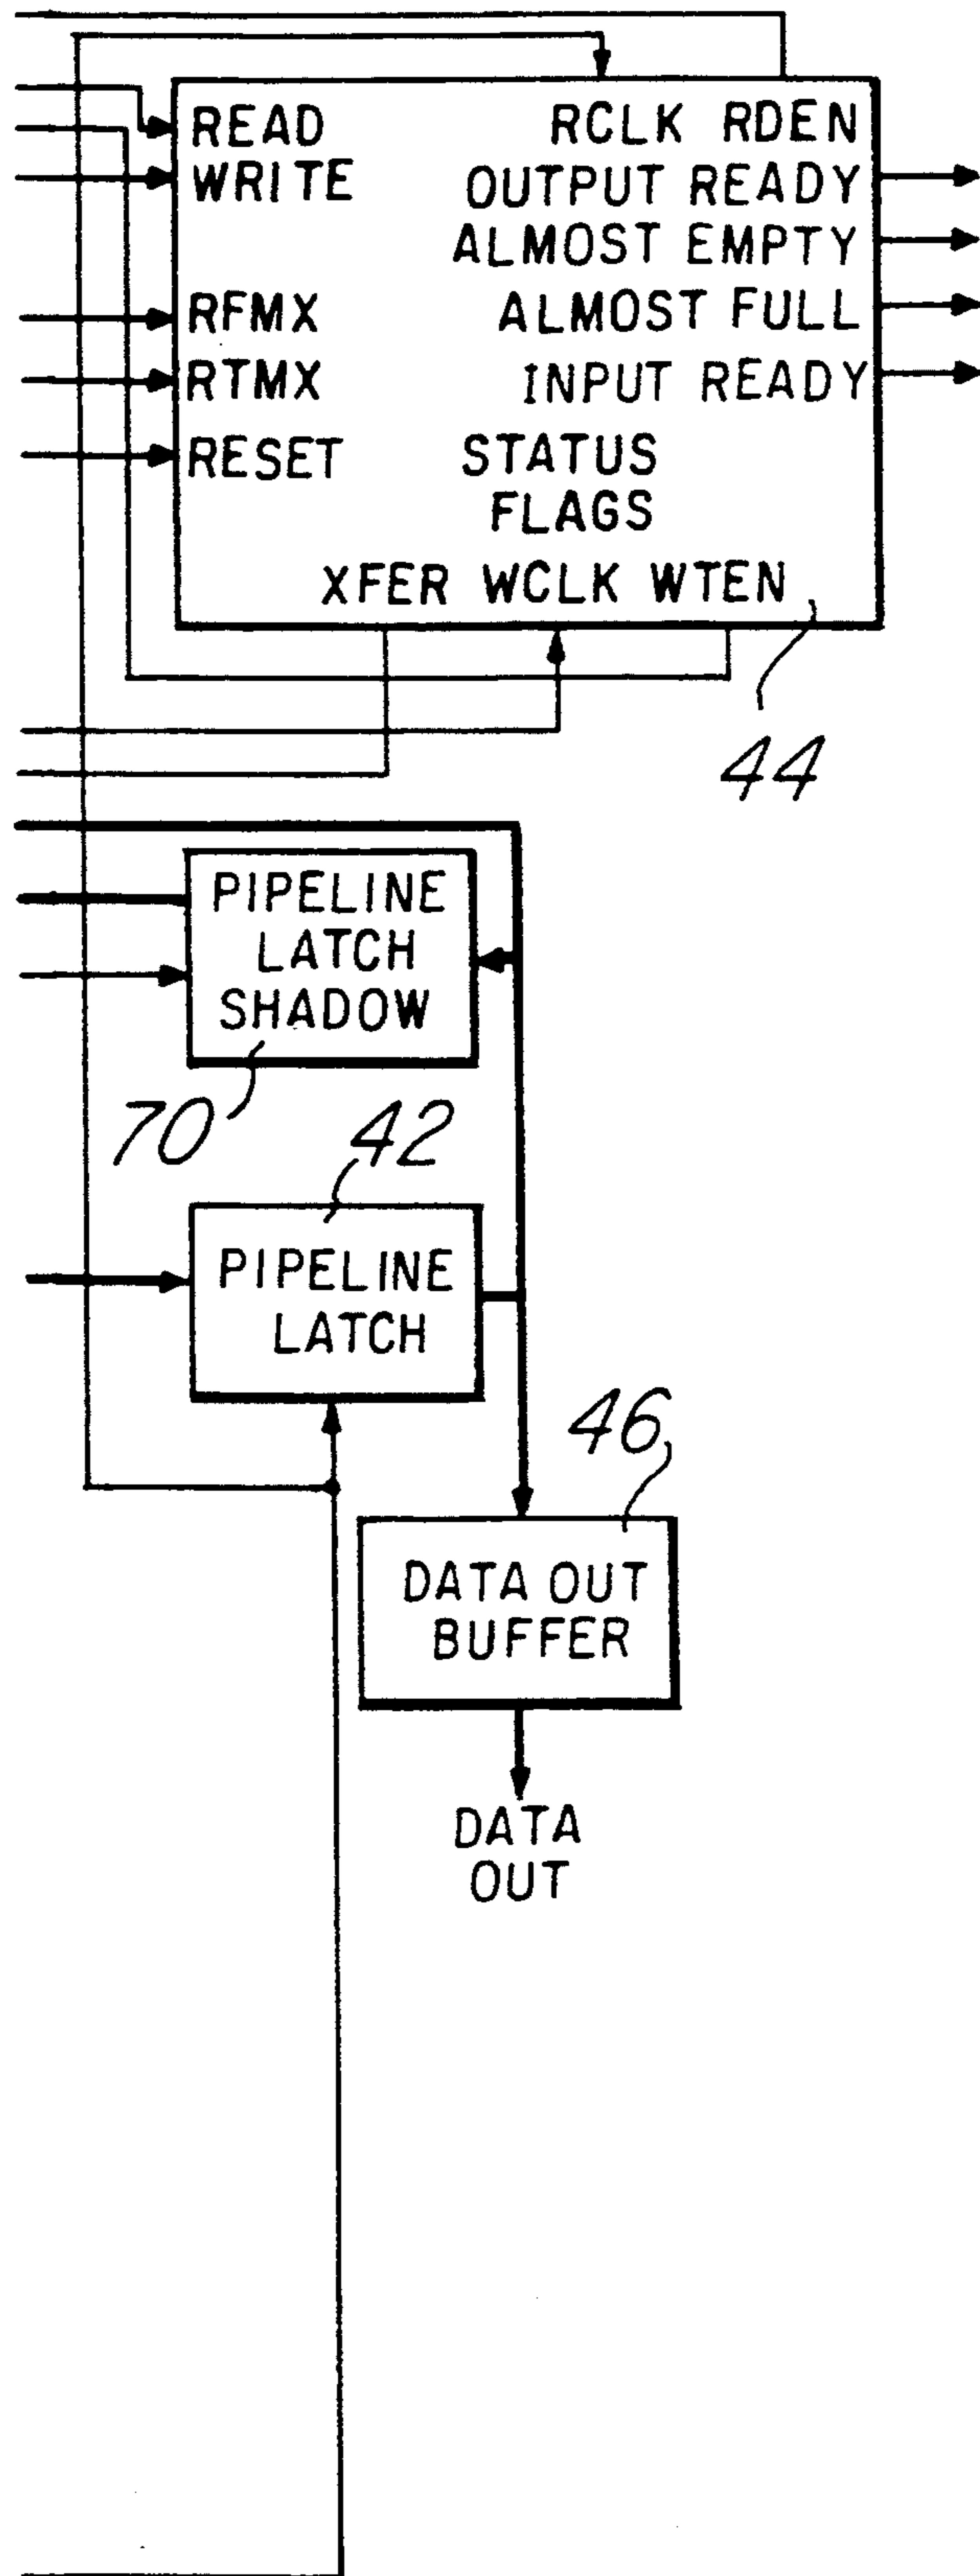 READ RCLK RDEN
WRITE OUTPUT READY
ALMOST EMPTY
RFMX ALMOST FULL
RTMX INPUT READY
RESET STATUS
FLAGS
XFER WCLK WTEN
44
PIPELINE
LATCH
SHADOW
70
42
PIPELINE
LATCH
46
DATA OUT
BUFFER
DATA
OUT